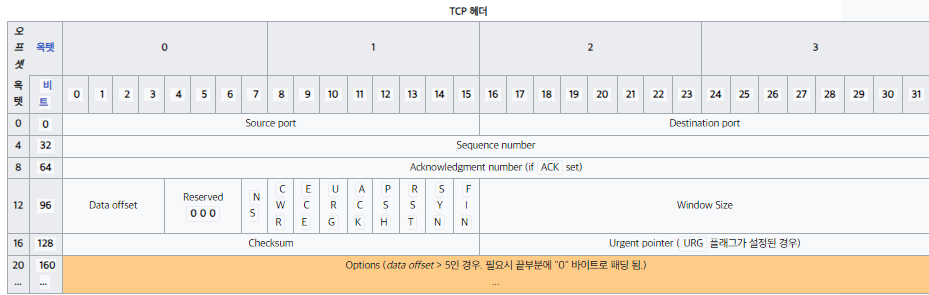 TCP 헤더
오프셋 옥텟 0 1 2 3
옥텟 비트 0 1 2 3 4 5 6 7 8 9 10 11 12 13 14 15 16 17 18 19 20 21 22 23 24 25 26 27 28 29 30 31
0 0 Source port Destination port
4 32 Sequence number
8 64 Acknowledgment number (if ACK set)
12 96 Data offset Reserved 0 0 0 NS CWR ECE URG ACK PSH RST SYN FIN Window Size
16 128 Checksum Urgent pointer ( URG 플래그가 설정된 경우)
20 160 Options (data offset > 5인 경우. 필요시 끝부분에 "0" 바이트로 패딩 됨.)
... ... ...